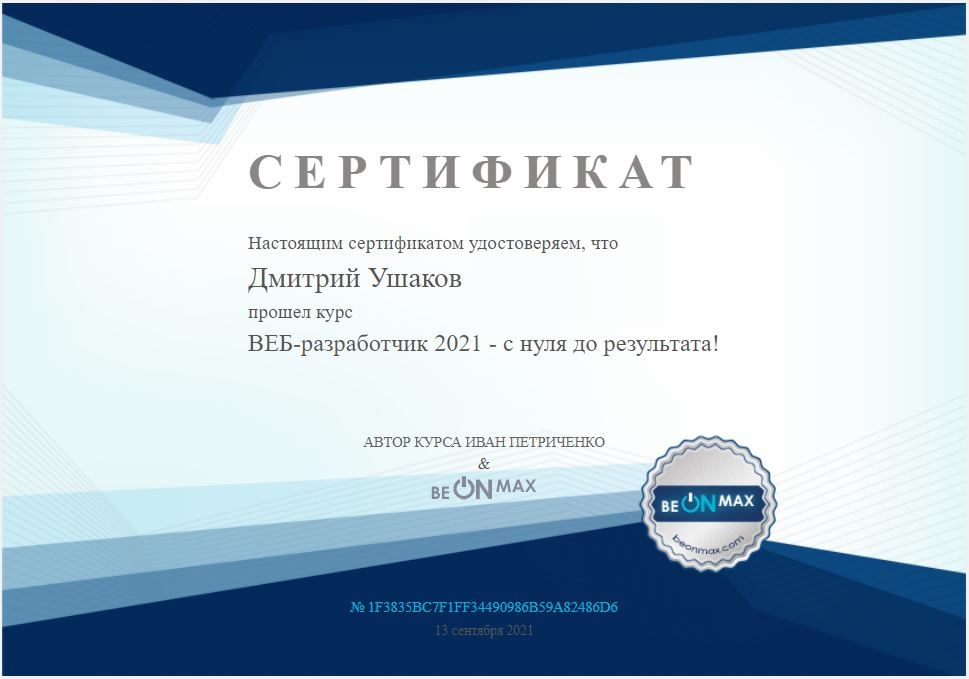 СЕРТИФИКАТ
Настоящим сертификатом удостоверяем, что
Дмитрий Ушаков
прошел курс
ВЕБ-разработчик 2021 - с нуля до результата!
АВТОР КУРСА ИВАН ПЕТРИЧЕНКО
&
BE ON MAX
BE ON MAX
beonmax.com
№ 1F3835BC7F1FF34490986B59A82486D6
13 сентября 2021